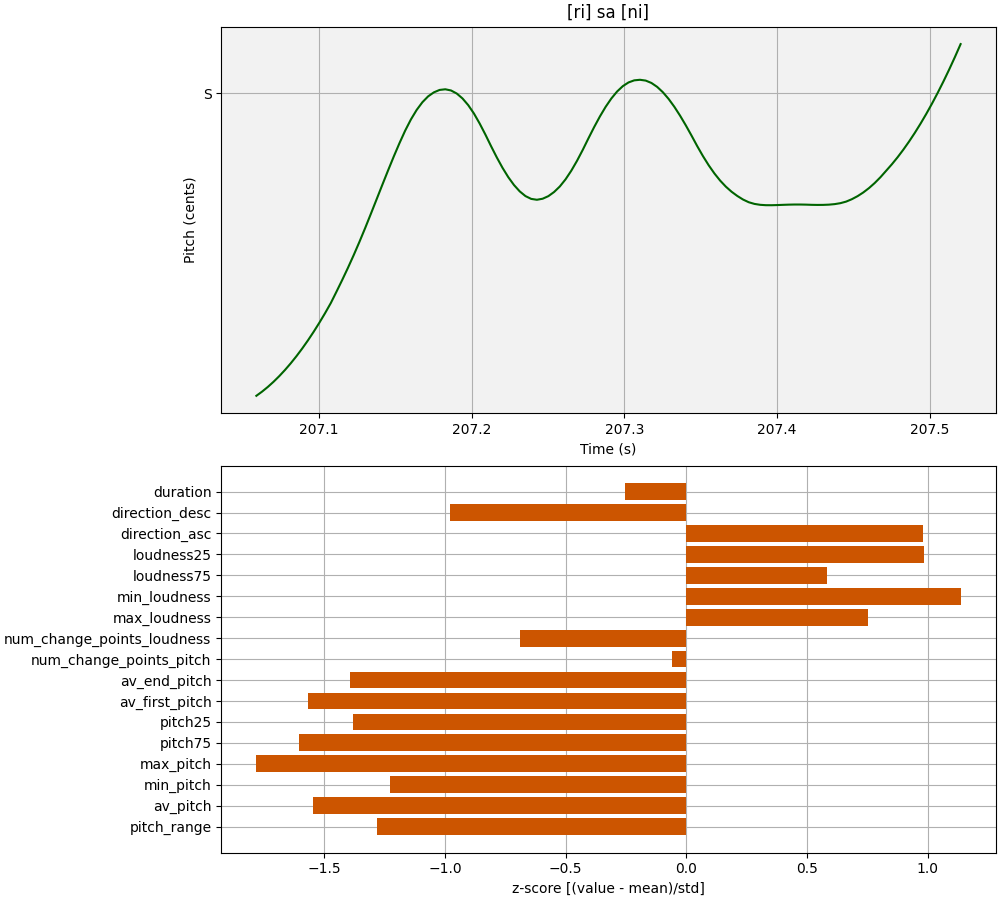 [ri] sa [ni]
S
Pitch (cents)
207.1 207.2 207.3 207.4 207.5
Time (s)
duration
direction_desc
direction_asc
loudness25
loudness75
min_loudness
max_loudness
num_change_points_loudness
num_change_points_pitch
av_end_pitch
av_first_pitch
pitch25
pitch75
max_pitch
min_pitch
av_pitch
pitch_range
−1.5 −1.0 −0.5 0.0 0.5 1.0
z-score [(value - mean)/std]